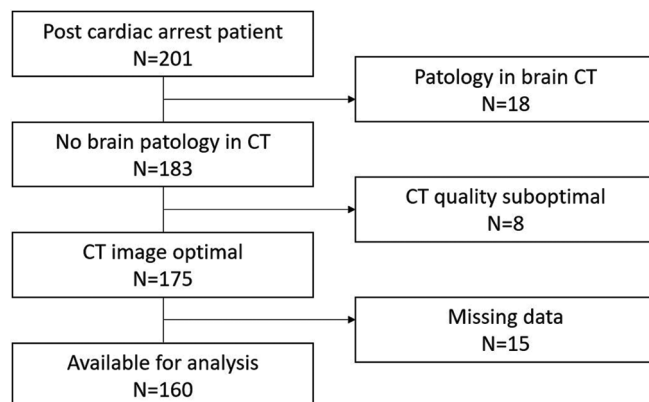 Post cardiac arrest patient
N=201
Patology in brain CT
N=18
No brain patology in CT
N=183
CT quality suboptimal
N=8
CT image optimal
N=175
Missing data
N=15
Available for analysis
N=160